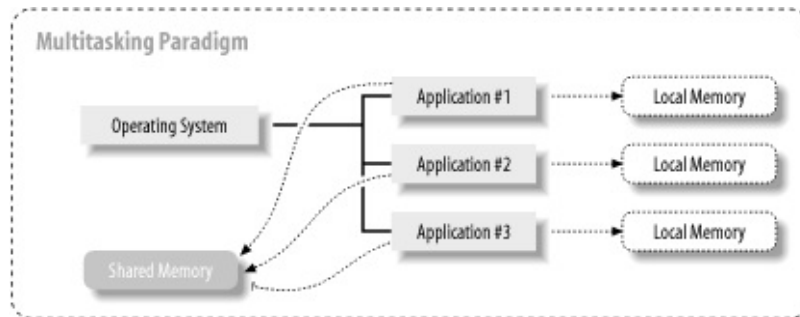 Multitasking Paradigm
Application #1
Local Memory
Operating System
Application #2
Local Memory
Application #3
Local Memory
Shared Memory